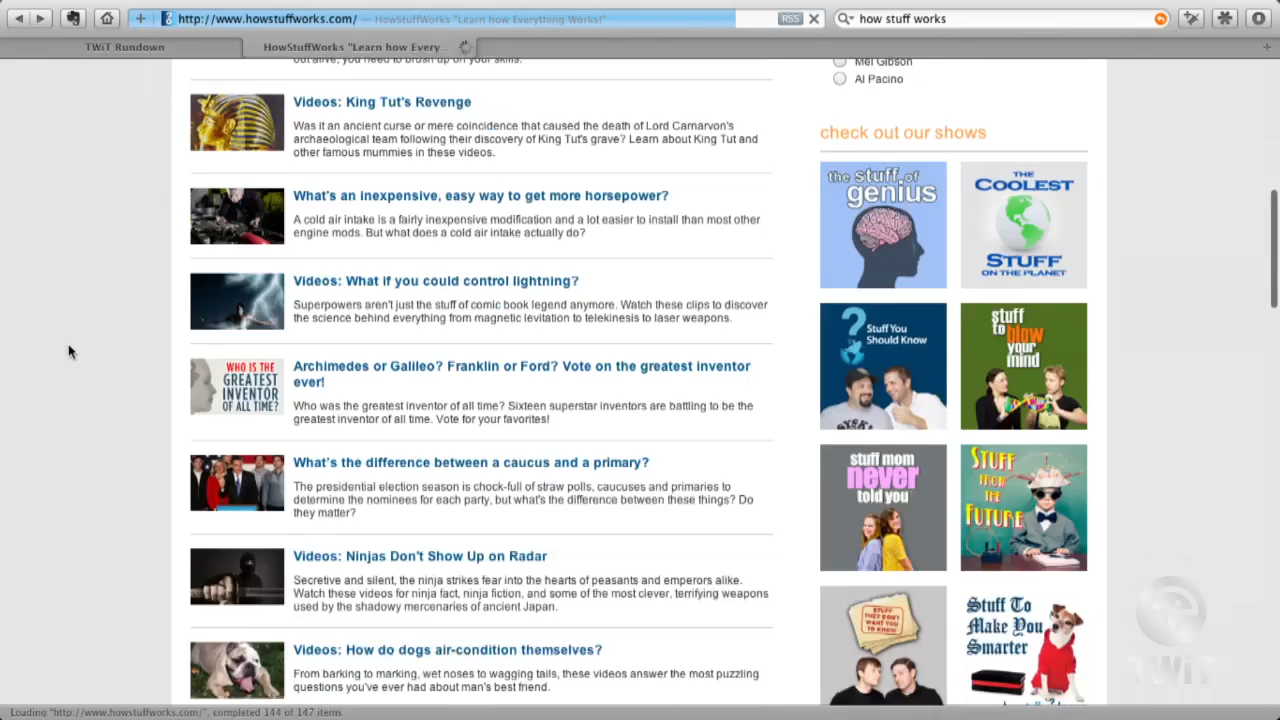 http://www.howstuffworks.com/ — HowStuffWorks "Learn how Everything Works!"
RSS
how stuff works
TWiT Rundown
HowStuffWorks "Learn how Every...
out alive, you need to brush up on your skills.
Videos: King Tut's Revenge
Was it an ancient curse or mere coincidence that caused the death of Lord Carnarvon's
archaeological team following their discovery of King Tut's grave? Learn about King Tut and
other famous mummies in these videos.
What's an inexpensive, easy way to get more horsepower?
A cold air intake is a fairly inexpensive modification and a lot easier to install than most other
engine mods. But what does a cold air intake actually do?
Videos: What if you could control lightning?
Superpowers aren't just the stuff of comic book legend anymore. Watch these clips to discover
the science behind everything from magnetic levitation to telekinesis to laser weapons.
WHO IS THE
GREATEST
INVENTOR
OF ALL TIME?
Archimedes or Galileo? Franklin or Ford? Vote on the greatest inventor
ever!
Who was the greatest inventor of all time? Sixteen superstar inventors are battling to be the
greatest inventor of all time. Vote for your favorites!
What's the difference between a caucus and a primary?
The presidential election season is chock-full of straw polls, caucuses and primaries to
determine the nominees for each party, but what's the difference between these things? Do
they matter?
Videos: Ninjas Don't Show Up on Radar
Secretive and silent, the ninja strikes fear into the hearts of peasants and emperors alike.
Watch these videos for ninja fact, ninja fiction, and some of the most clever, terrifying weapons
used by the shadowy mercenaries of ancient Japan.
Videos: How do dogs air-condition themselves?
From barking to marking, wet noses to wagging tails, these videos answer the most puzzling
questions you've ever had about man's best friend.
Mel Gibson
Al Pacino
check out our shows
the stuff of
genius
THE
COOLEST
STUFF
ON THE PLANET
?
Stuff You
Should Know
stuff
to blow
your
mind
stuff mom
never
told you
STUFF
FROM
THE
FUTURE
STUFF
THEY DON'T
WANT YOU
TO KNOW
Stuff To
Make You
Smarter
TWiT
Loading "http://www.howstuffworks.com/", completed 144 of 147 items